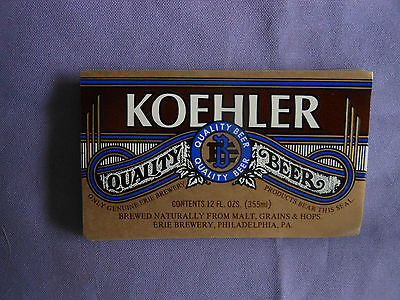 KOEHLER
QUALITY BEER
QUALITY BEER
QUALITY BEER
ONLY GENUINE ERIE BREWERY PRODUCTS BEAR THIS SEAL.
CONTENTS 12 FL. OZS. (355ml)
BREWED NATURALLY FROM MALT, GRAINS & HOPS.
ERIE BREWERY, PHILADELPHIA, PA.